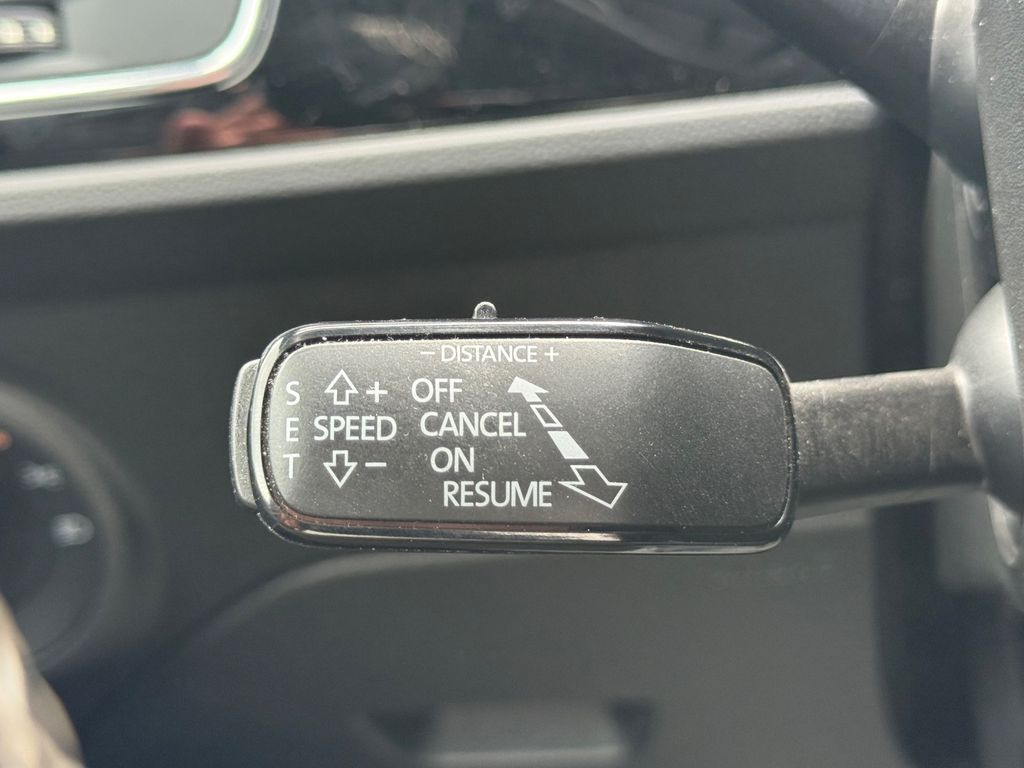 - DISTANCE +
S + OFF
E SPEED CANCEL
T - ON
RESUME